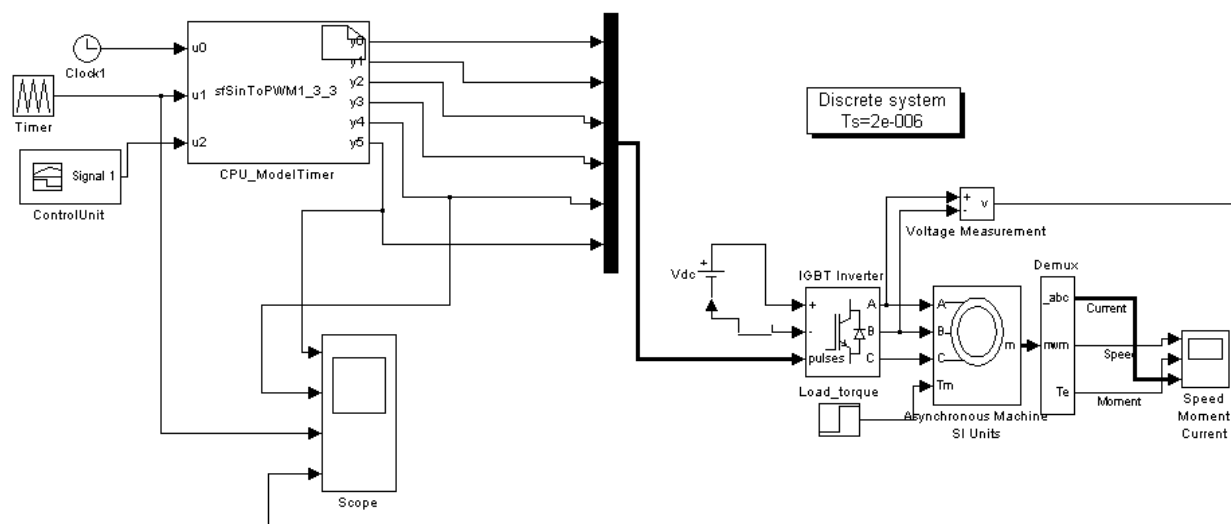 u0
Clock1
u1
Timer
u2
Signal 1
ControlUnit
sfSinToPWM1_3_3
y0
y1
y2
y3
y4
y5
CPU_ModelTimer
Discrete system
Ts=2e-006
Scope
Vdc
+
IGBT Inverter
+
-
pulses
A
B
C
+
-
v
Voltage Measurement
Load_torque
A
B
C
Tm
m
Asynchronous Machine
SI Units
Demux
_abc
mwm
Te
Current
Speed
Moment
Speed
Moment
Current